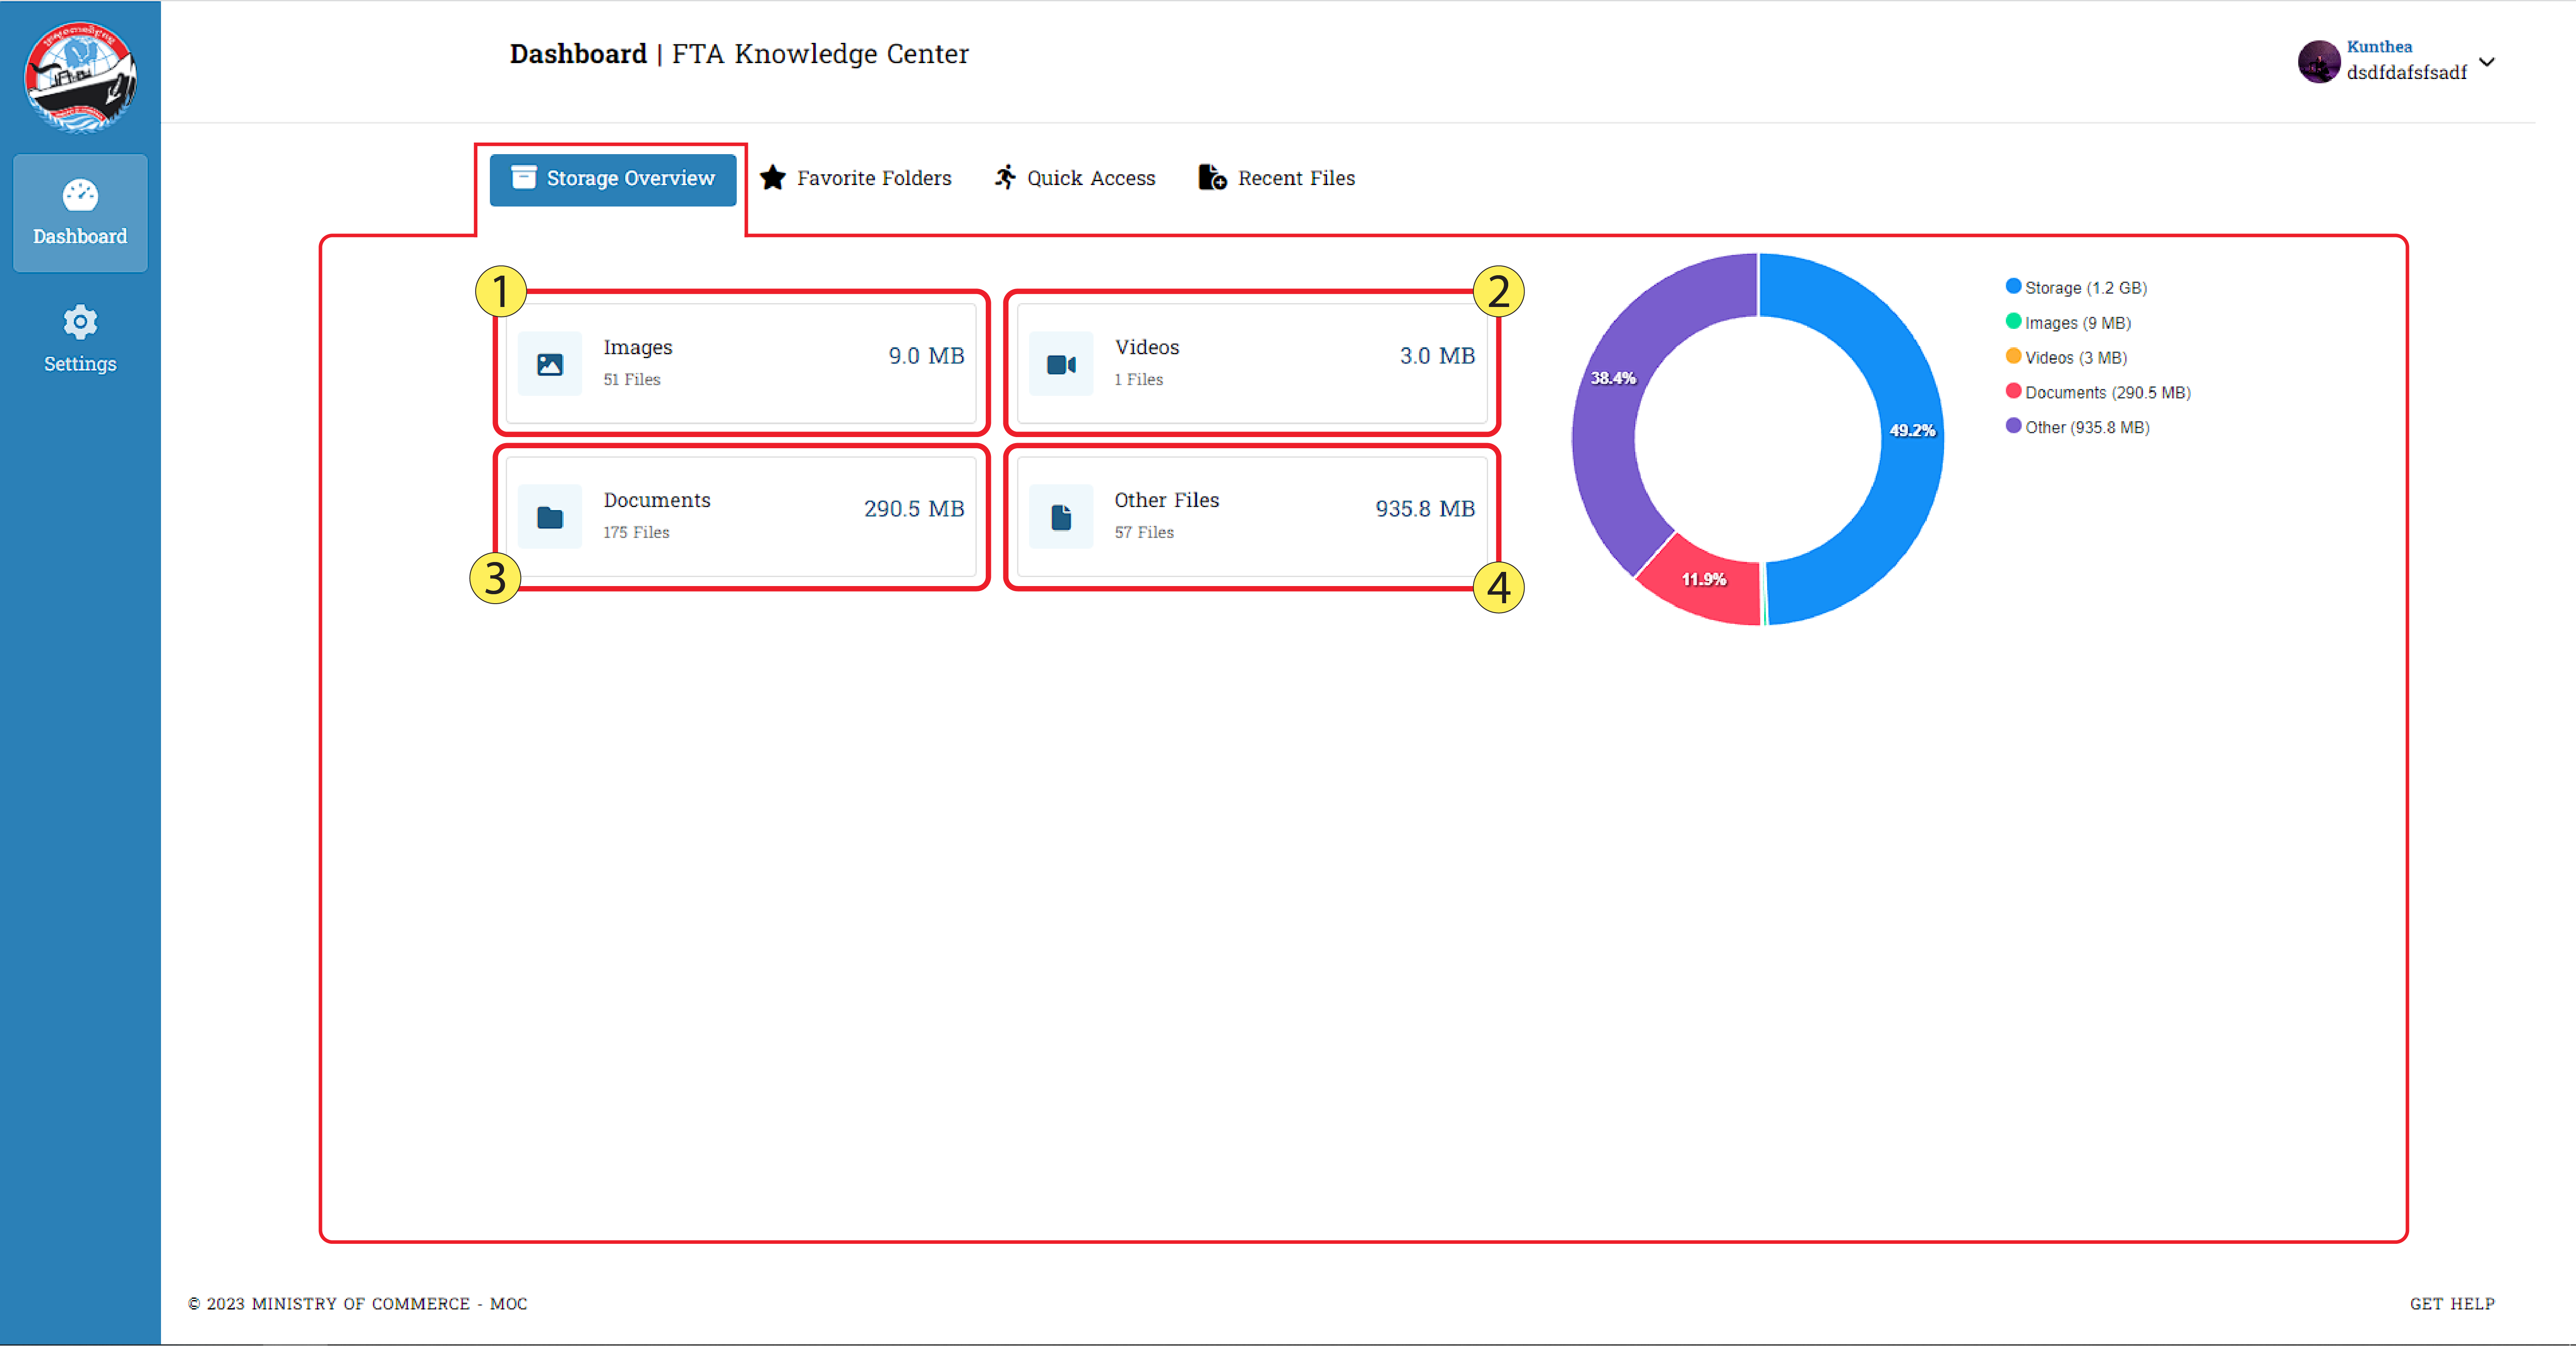 Dashboard | FTA Knowledge Center
Kunthea
dsdfdafsfsadf
Dashboard
Settings
Storage Overview
Favorite Folders
Quick Access
Recent Files
1
Images
51 Files
9.0 MB
2
Videos
1 Files
3.0 MB
3
Documents
175 Files
290.5 MB
4
Other Files
57 Files
935.8 MB
38.4%
49.2%
11.9%
Storage (1.2 GB)
Images (9 MB)
Videos (3 MB)
Documents (290.5 MB)
Other (935.8 MB)
© 2023 MINISTRY OF COMMERCE - MOC
GET HELP